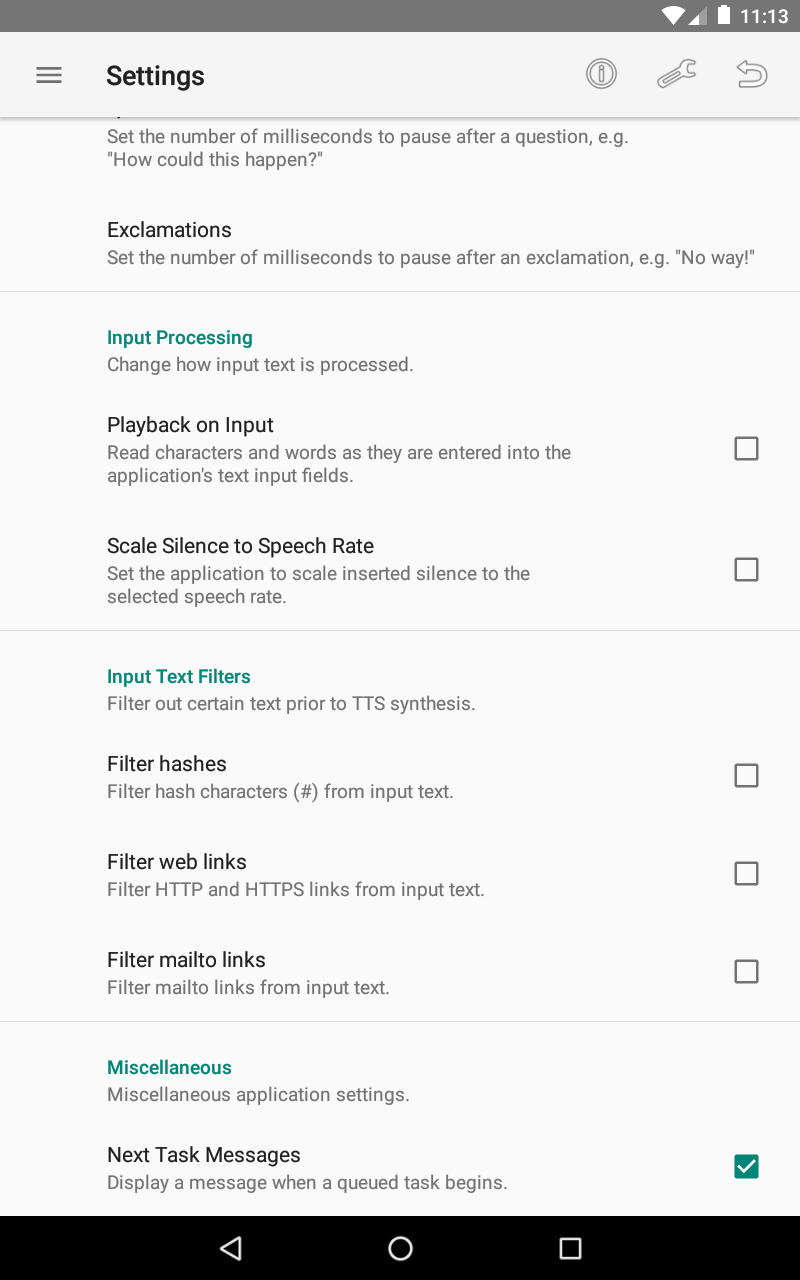 11:13
Settings
Set the number of milliseconds to pause after a question, e.g.
"How could this happen?"
Exclamations
Set the number of milliseconds to pause after an exclamation, e.g. "No way!"
Input Processing
Change how input text is processed.
Playback on Input
Read characters and words as they are entered into the
application's text input fields.
Scale Silence to Speech Rate
Set the application to scale inserted silence to the
selected speech rate.
Input Text Filters
Filter out certain text prior to TTS synthesis.
Filter hashes
Filter hash characters (#) from input text.
Filter web links
Filter HTTP and HTTPS links from input text.
Filter mailto links
Filter mailto links from input text.
Miscellaneous
Miscellaneous application settings.
Next Task Messages
Display a message when a queued task begins.